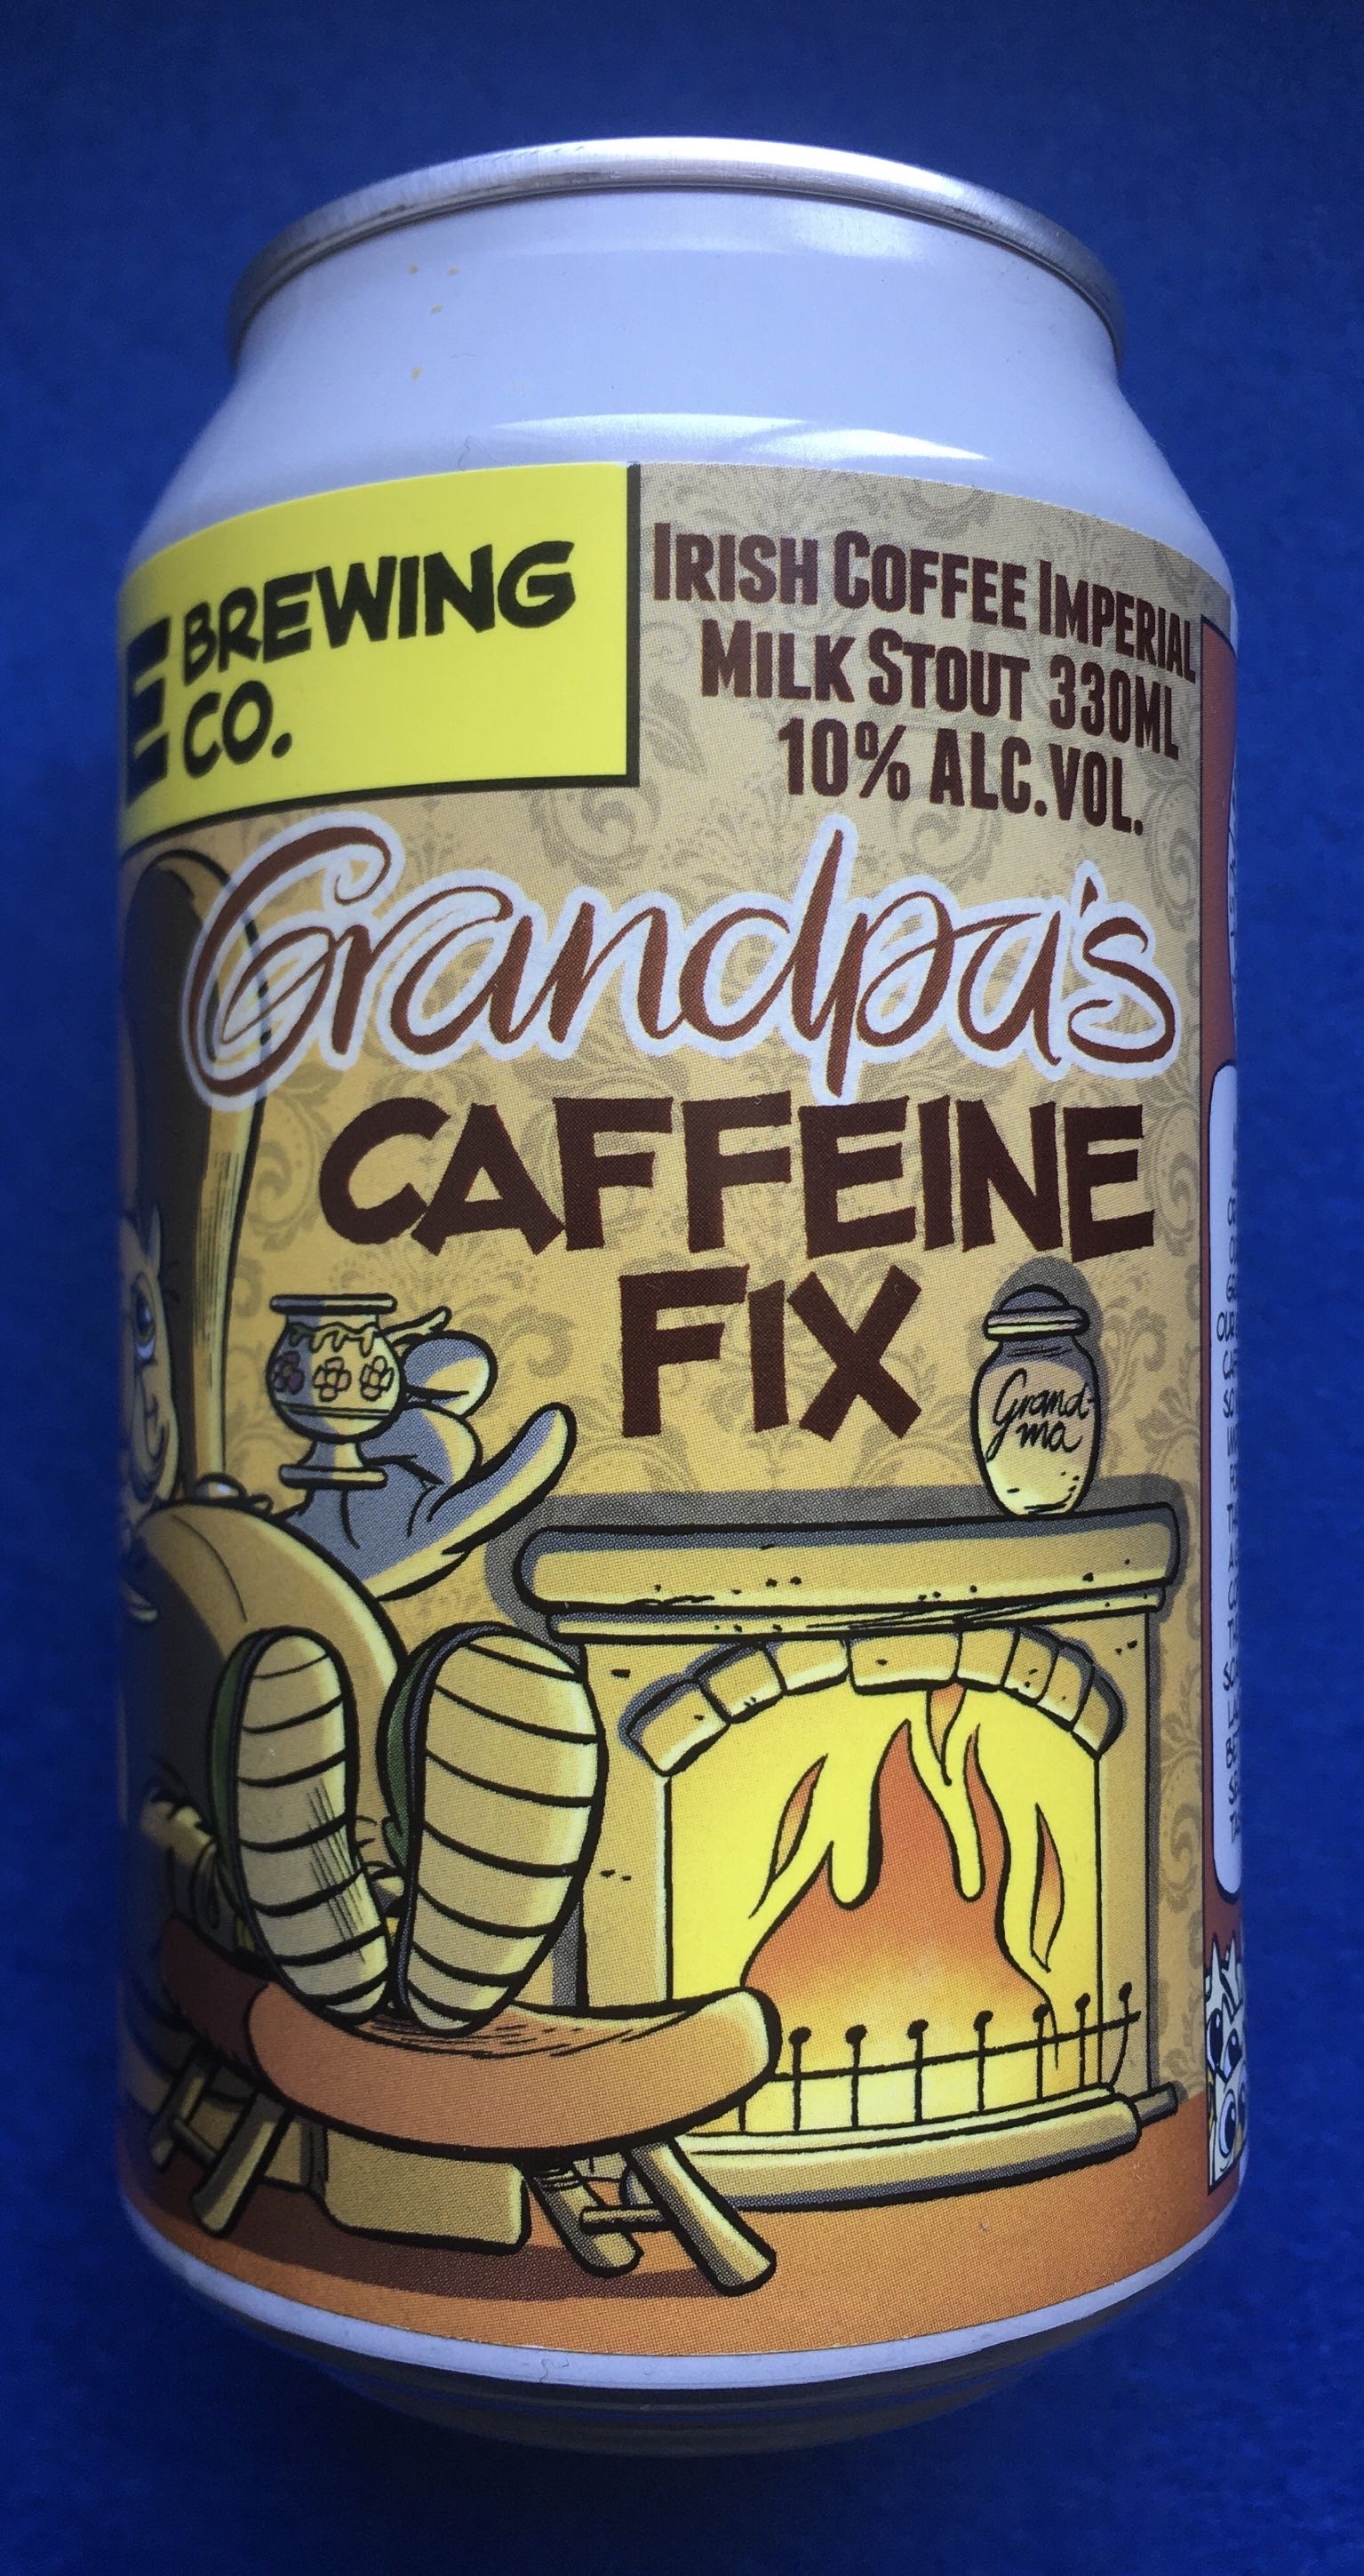 E BREWING
CO.
IRISH COFFEE IMPERIAL
MILK STOUT 330ML
10% ALC.VOL.
Grandpa's
CAFFEINE
FIX
Grand-
ma